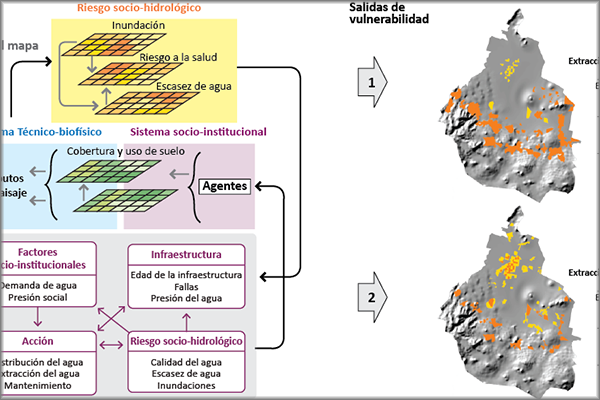 Riesgo socio-hidrológico
l mapa
Inundación
Riesgo a la salud
Escasez de agua
ma Técnico-biofísico
Sistema socio-institucional
Cobertura y uso de suelo
utos
isaje
Agentes
Factores
cio-institucionales
Demanda de agua
Presión social
Infraestructura
Edad de la infraestructura
Fallas
Presión del agua
Acción
stribución del agua
xtracción del agua
Mantenimiento
Riesgo socio-hidrológico
Calidad del agua
Escasez de agua
Inundaciones
Salidas de
vulnerabilidad
1
Extracc
2
Extracc